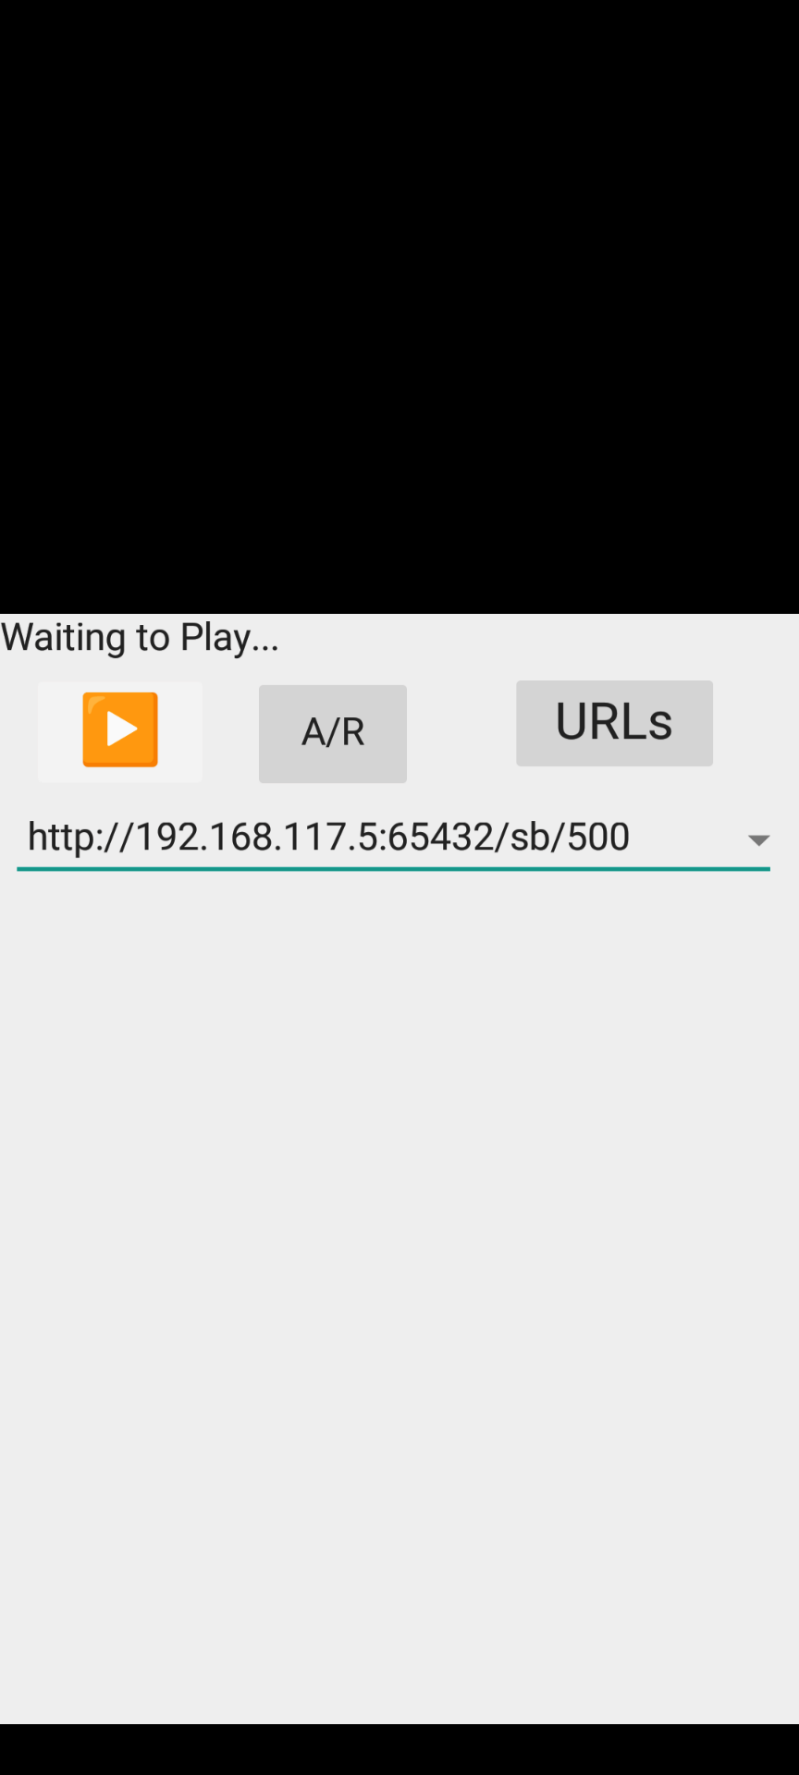 Waiting to Play...
A/R
URLs
http://192.168.117.5:65432/sb/500